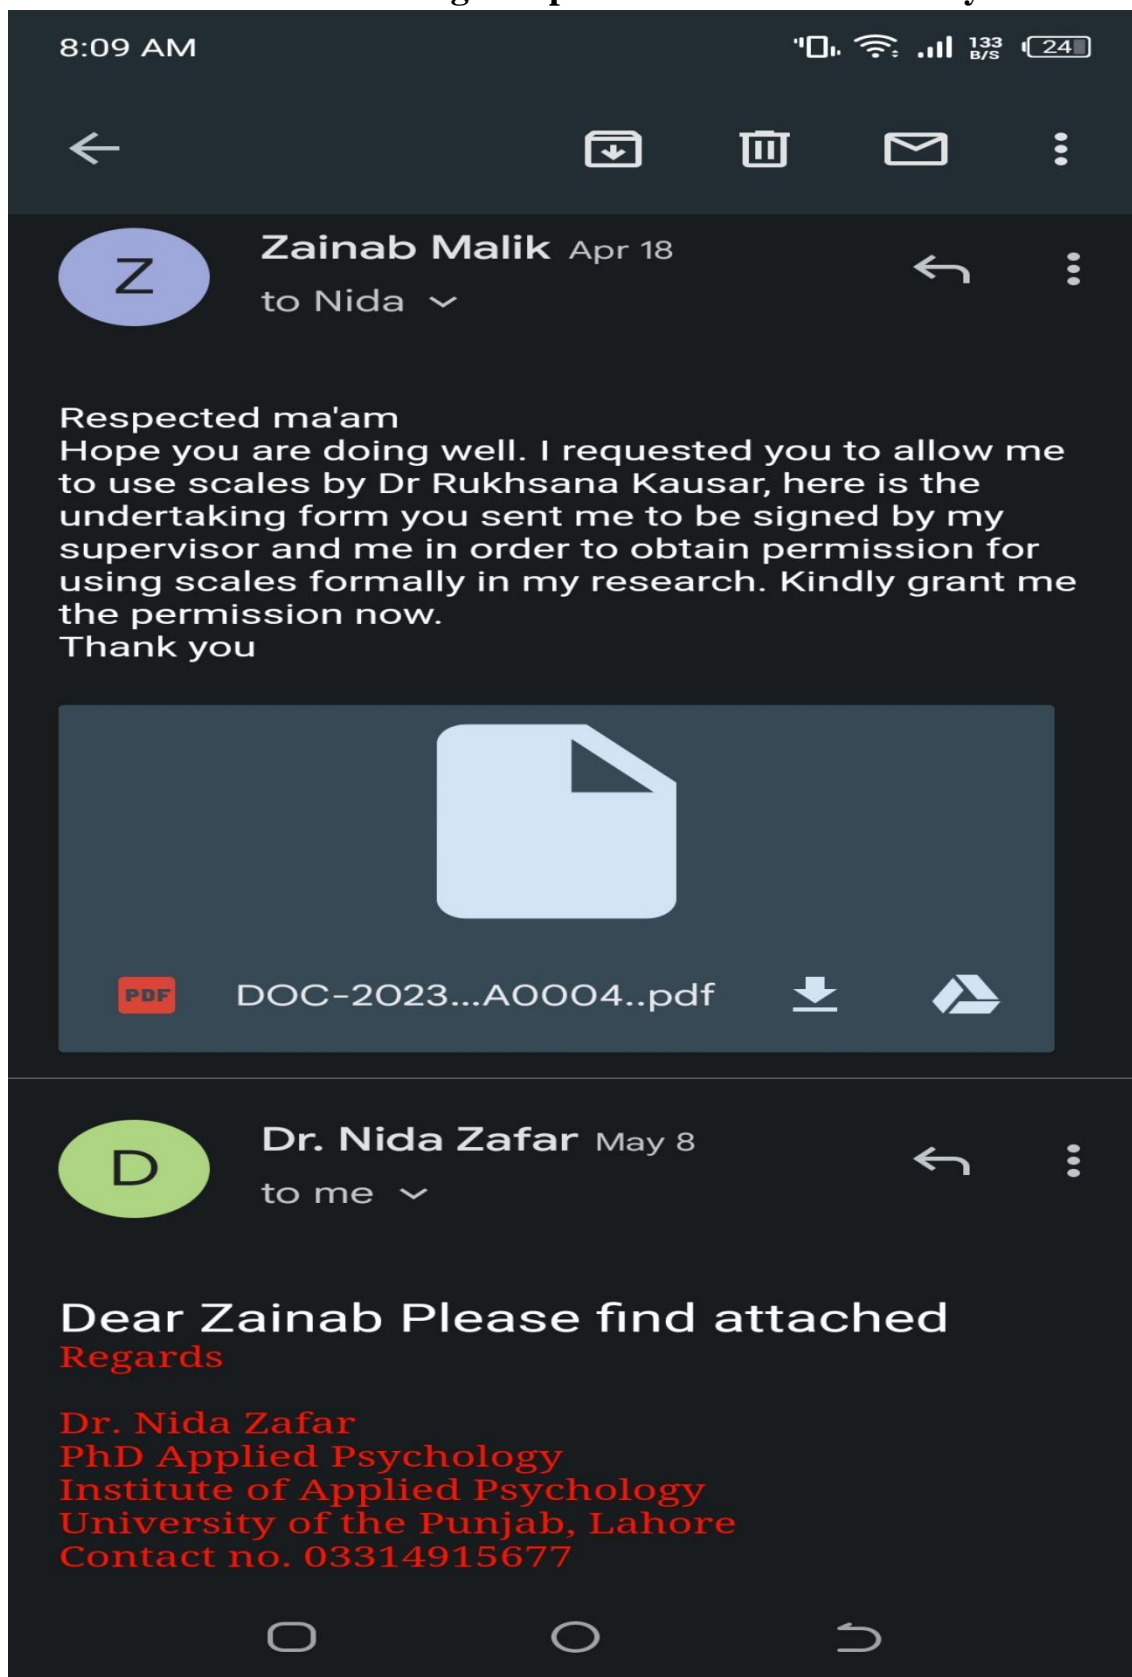 8:09 AM 133 B/S 24
Z Zainab Malik Apr 18
to Nida
Respected ma'am
Hope you are doing well. I requested you to allow me
to use scales by Dr Rukhsana Kausar, here is the
undertaking form you sent me to be signed by my
supervisor and me in order to obtain permission for
using scales formally in my research. Kindly grant me
the permission now.
Thank you
PDF DOC-2023...A0004..pdf
D Dr. Nida Zafar May 8
to me
Dear Zainab Please find attached
Regards
Dr. Nida Zafar
PhD Applied Psychology
Institute of Applied Psychology
University of the Punjab, Lahore
Contact no. 03314915677